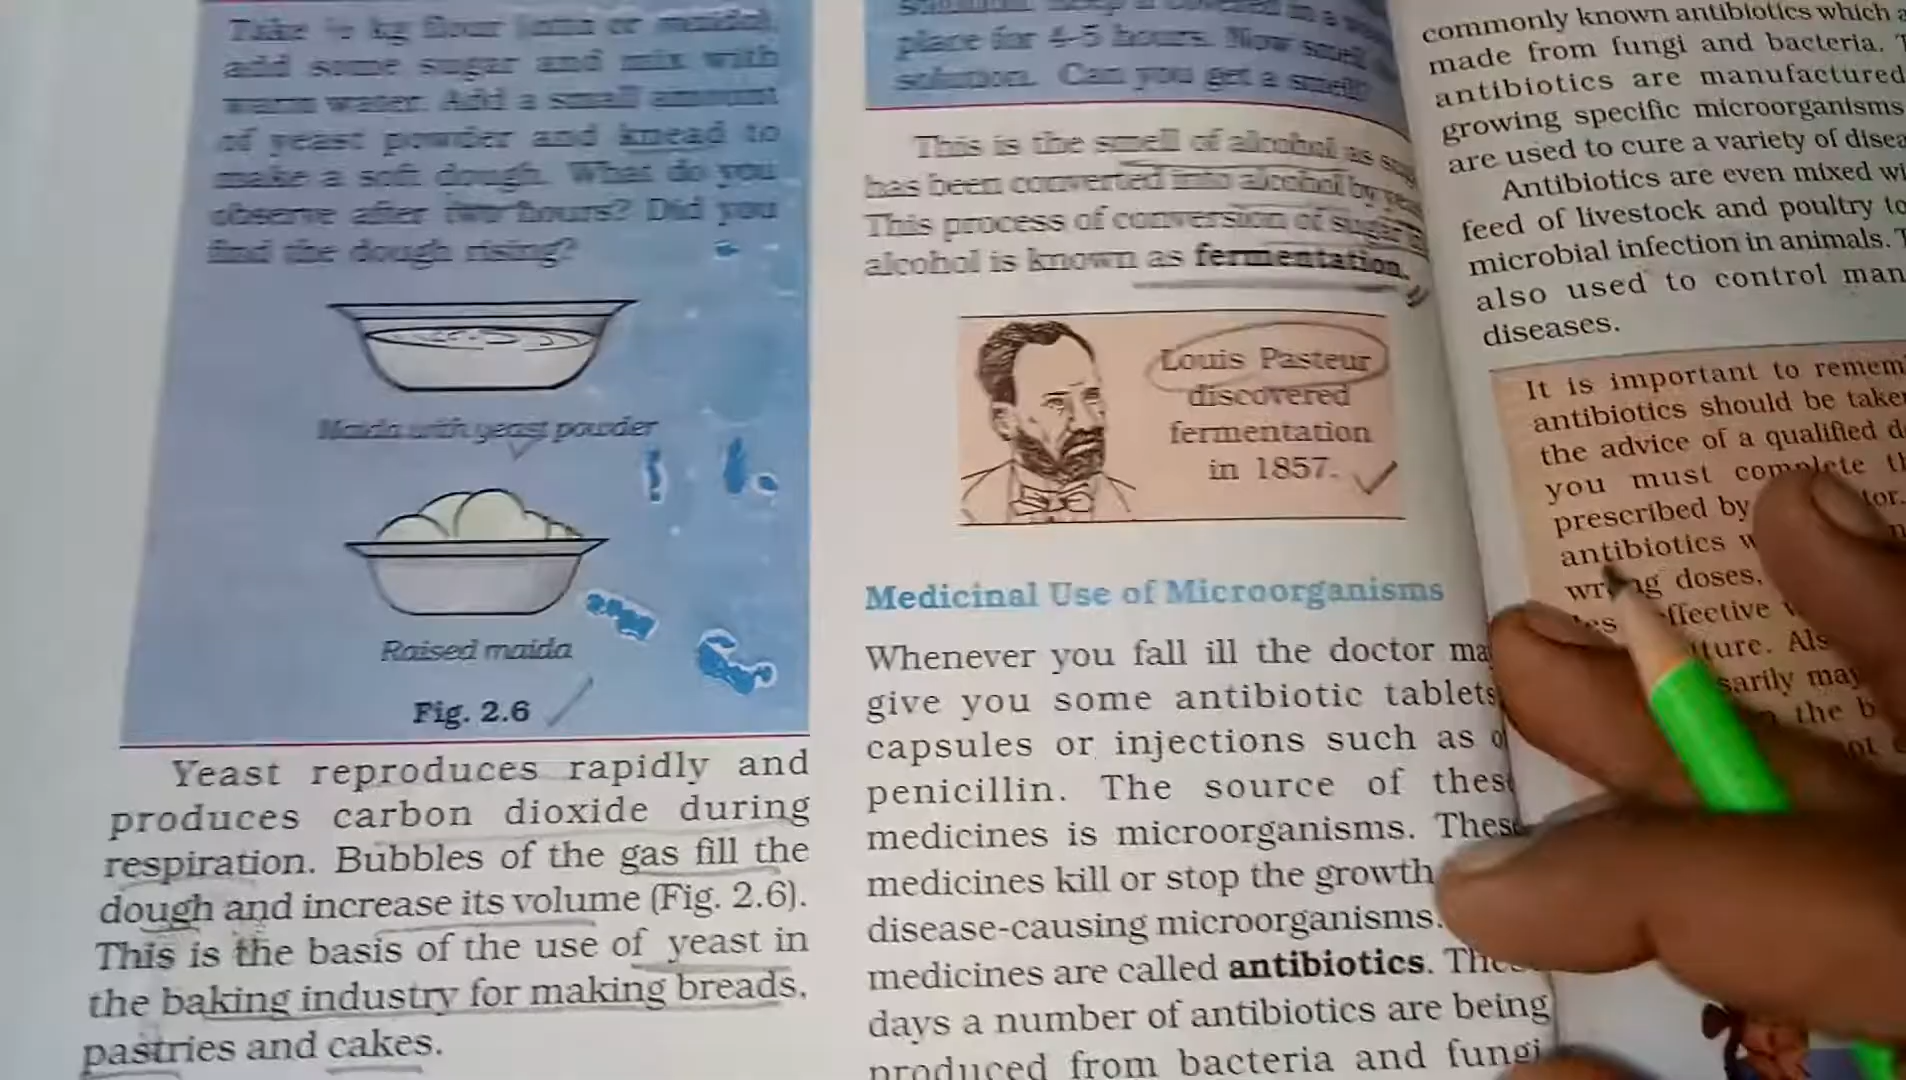 Take ½ kg flour (atta or maida),
add some sugar and mix with
warm water. Add a small amount
of yeast powder and knead to
make a soft dough. What do you
observe after two hours? Did you
find the dough rising?
Maida with yeast powder
Raised maida
Fig. 2.6
Yeast reproduces rapidly and
produces carbon dioxide during
respiration. Bubbles of the gas fill the
dough and increase its volume (Fig. 2.6).
This is the basis of the use of yeast in
the baking industry for making breads,
pastries and cakes.
in a
place for 4-5 hours. Now smell
solution. Can you get a smell?
This is the smell of alcohol as
has been converted into alcohol by
This process of conversion of sugar
alcohol is known as fermentation.
Louis Pasteur
discovered
fermentation
in 1857.
Medicinal Use of Microorganisms
Whenever you fall ill the doctor
give you some antibiotic tablets
capsules or injections such as
penicillin. The source of
medicines is microorganisms.
medicines kill or stop the growth
disease-causing microorganisms.
medicines are called antibiotics.
days a number of antibiotics are being
produced from bacteria and fungi
commonly known antibiotics which
made from fungi and bacteria.
antibiotics are manufactured
growing specific microorganisms
are used to cure a variety of
Antibiotics are even mixed
feed of livestock and poultry to
microbial infection in animals.
also used to control
diseases.
It is important to
antibiotics should be
the advice of a qualified
you must complete
prescribed by
antibiotics
doses,
may
the